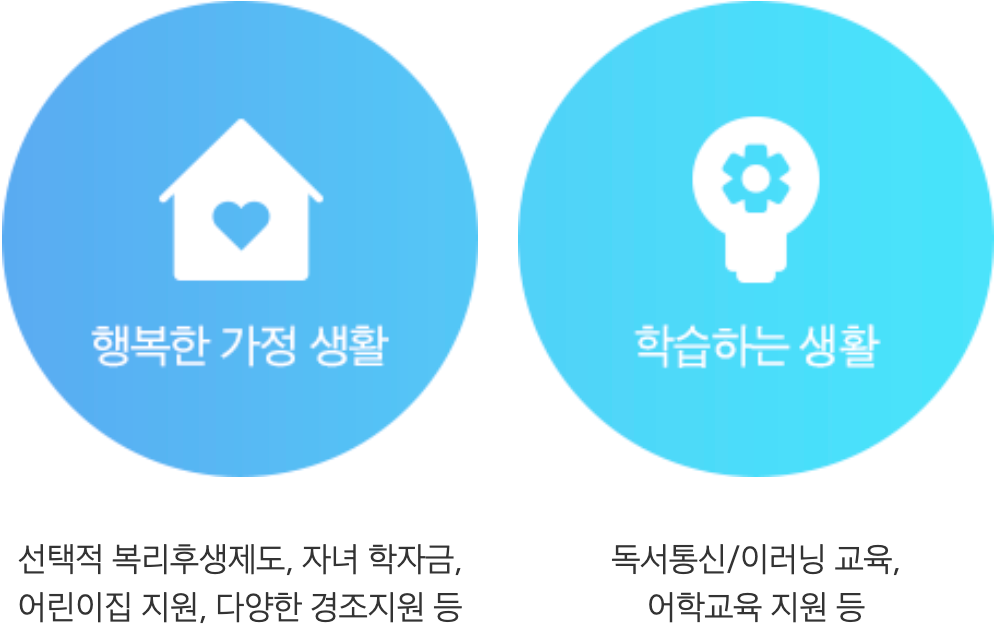 행복한 가정 생활
선택적 복리후생제도, 자녀 학자금,
어린이집 지원, 다양한 경조지원 등
학습하는 생활
독서통신/이러닝 교육,
어학교육 지원 등